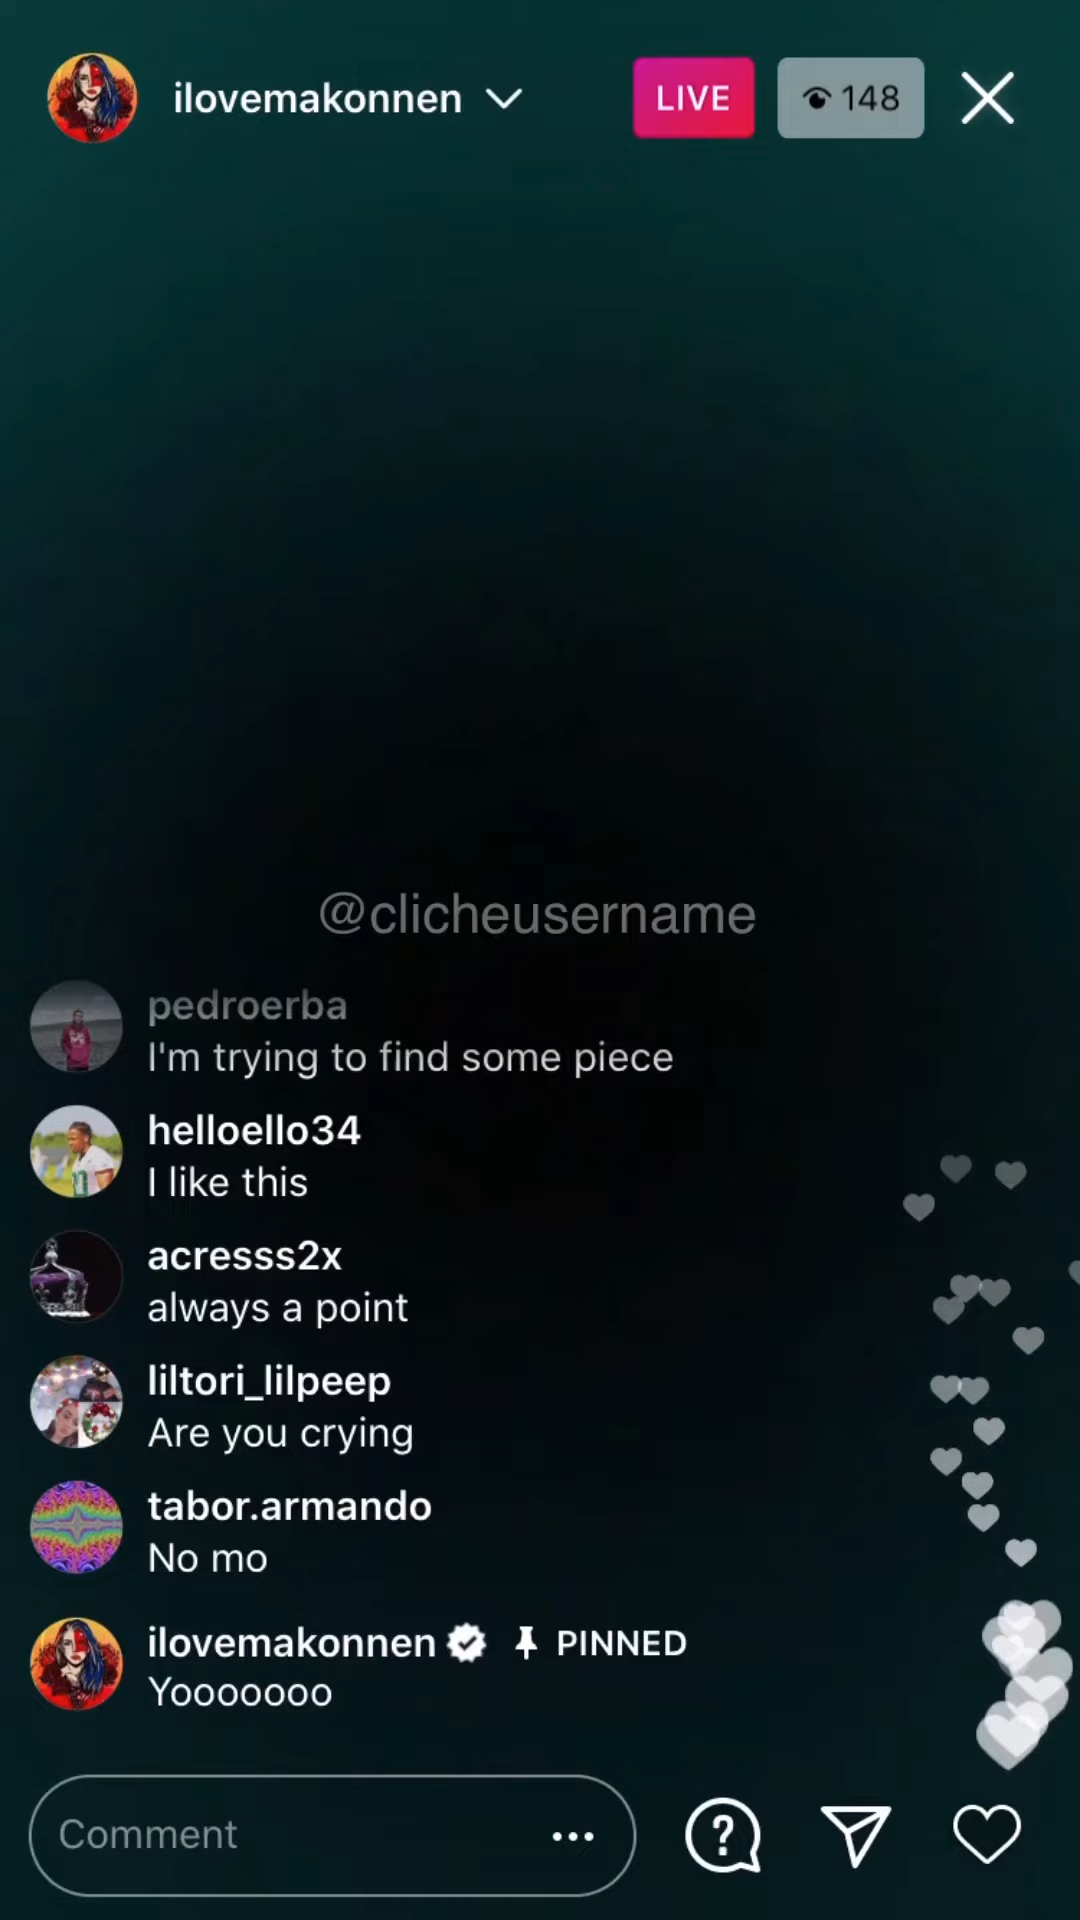 ilovemakonnen
LIVE
148
@clicheusername
pedroerba
I'm trying to find some piece
helloello34
I like this
acresss2x
always a point
liltori_lilpeep
Are you crying
tabor.armando
No mo
ilovemakonnen PINNED
Yooooooo
Comment